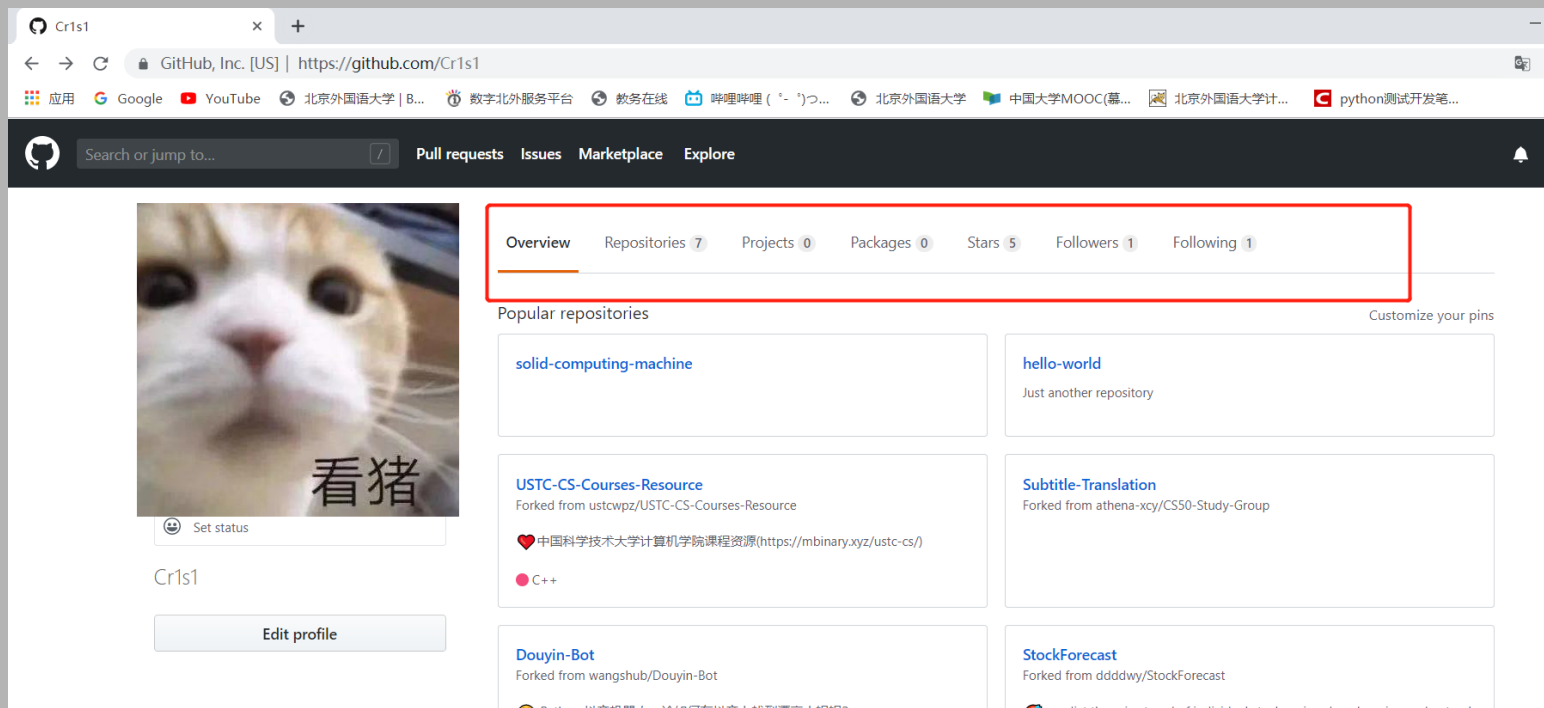 Cr1s1
GitHub, Inc. [US] | https://github.com/Cr1s1
应用 Google YouTube 北京外国语大学 | B... 数字北外服务平台 教务在线 哔哩哔哩 ( ゜- ゜)つ... 北京外国语大学 中国大学MOOC(慕... 北京外国语大学计... python测试开发笔...
Search or jump to... / Pull requests Issues Marketplace Explore
Overview Repositories 7 Projects 0 Packages 0 Stars 5 Followers 1 Following 1
Popular repositories Customize your pins
solid-computing-machine
hello-world
Just another repository
看猪
Set status
Cr1s1
Edit profile
USTC-CS-Courses-Resource
Forked from ustcwpz/USTC-CS-Courses-Resource
中国科学技术大学计算机学院课程资源(https://mbinary.xyz/ustc-cs/)
C++
Subtitle-Translation
Forked from athena-xcy/CS50-Study-Group
Douyin-Bot
Forked from wangshub/Douyin-Bot
StockForecast
Forked from ddddwy/StockForecast